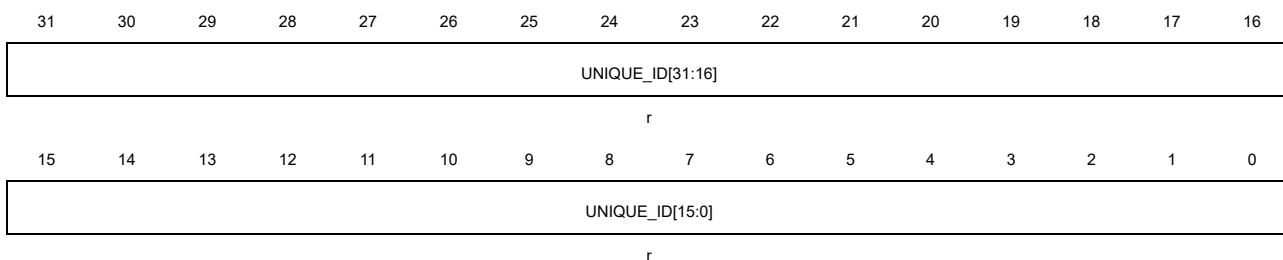 31 30 29 28 27 26 25 24 23 22 21 20 19 18 17 16
UNIQUE_ID[31:16]
r
15 14 13 12 11 10 9 8 7 6 5 4 3 2 1 0
UNIQUE_ID[15:0]
r